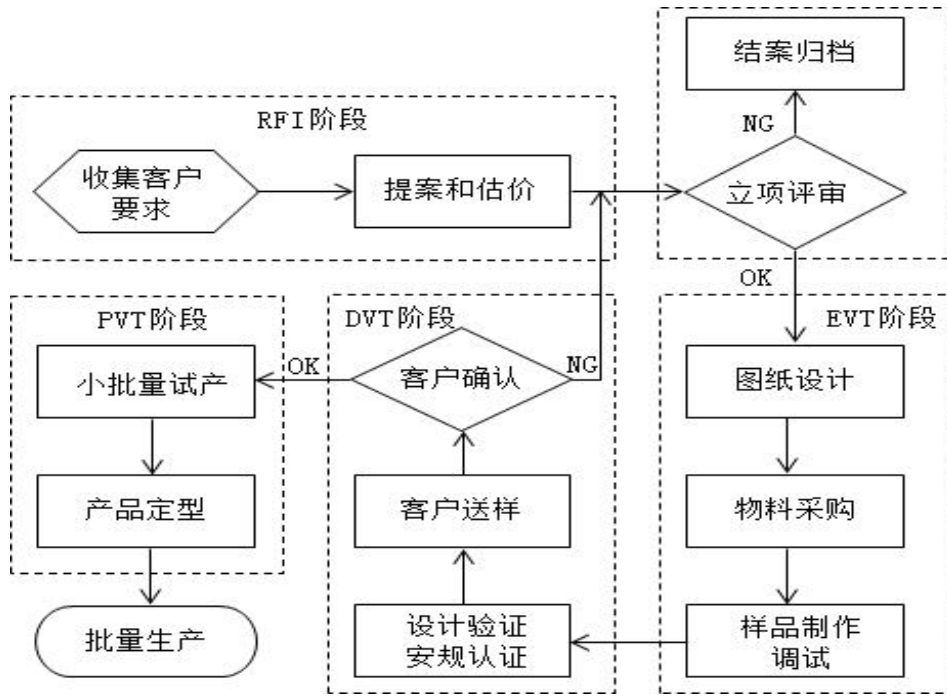 结案归档
RFI阶段
NG
收集客户
要求
提案和估价
立项评审
OK
PVT阶段
DVT阶段
EVT阶段
小批量试产
OK
客户确认
NG
图纸设计
产品定型
客户送样
物料采购
批量生产
设计验证
安规认证
样品制作
调试